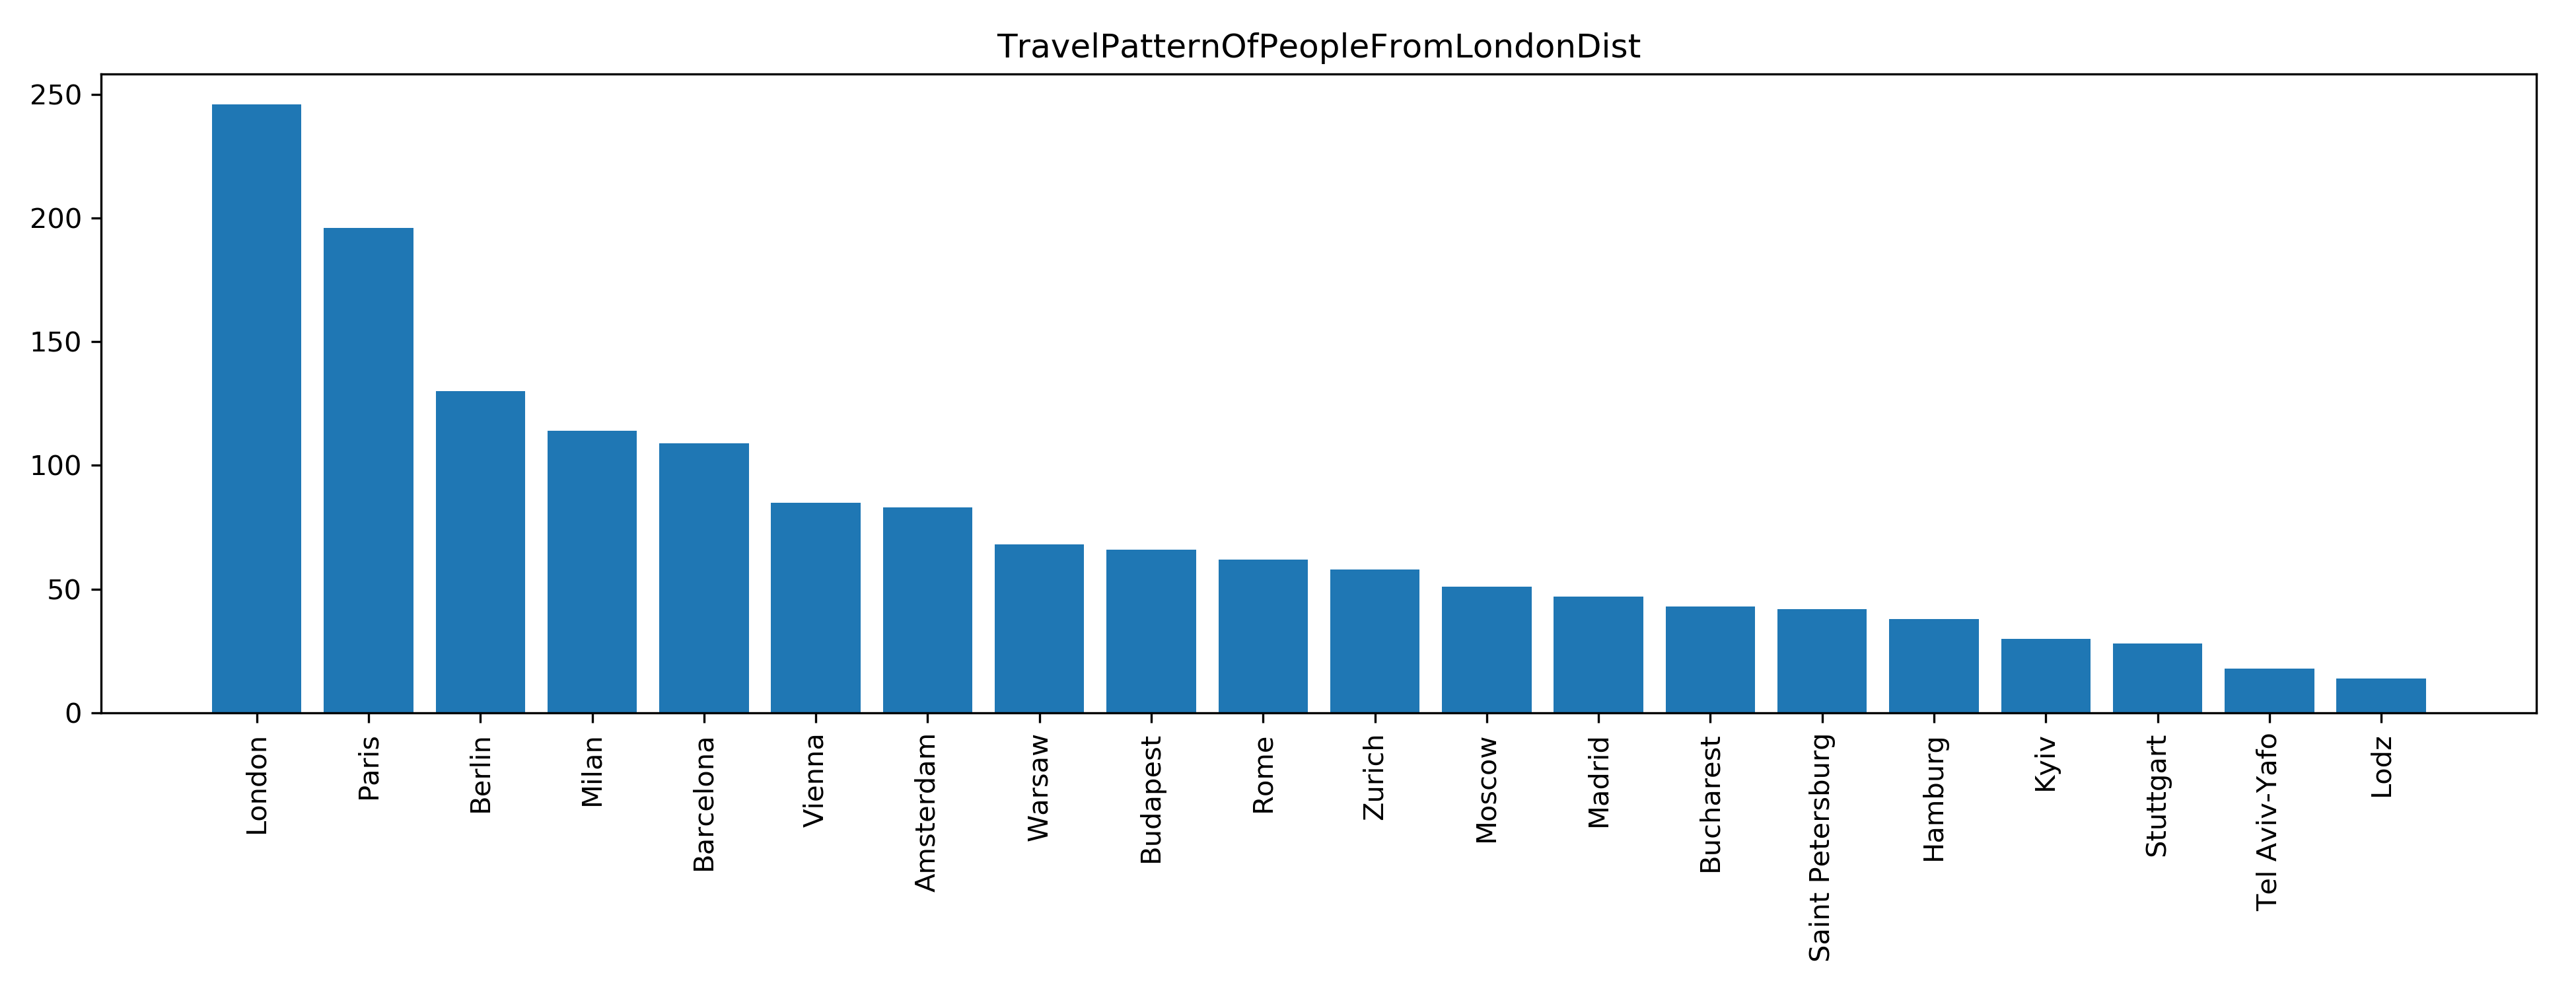 TravelPatternOfPeopleFromLondonDist
250
200
150
100
50
0
London
Paris
Berlin
Milan
Barcelona
Vienna
Amsterdam
Warsaw
Budapest
Rome
Zurich
Moscow
Madrid
Bucharest
Saint Petersburg
Hamburg
Kyiv
Stuttgart
Tel Aviv-Yafo
Lodz